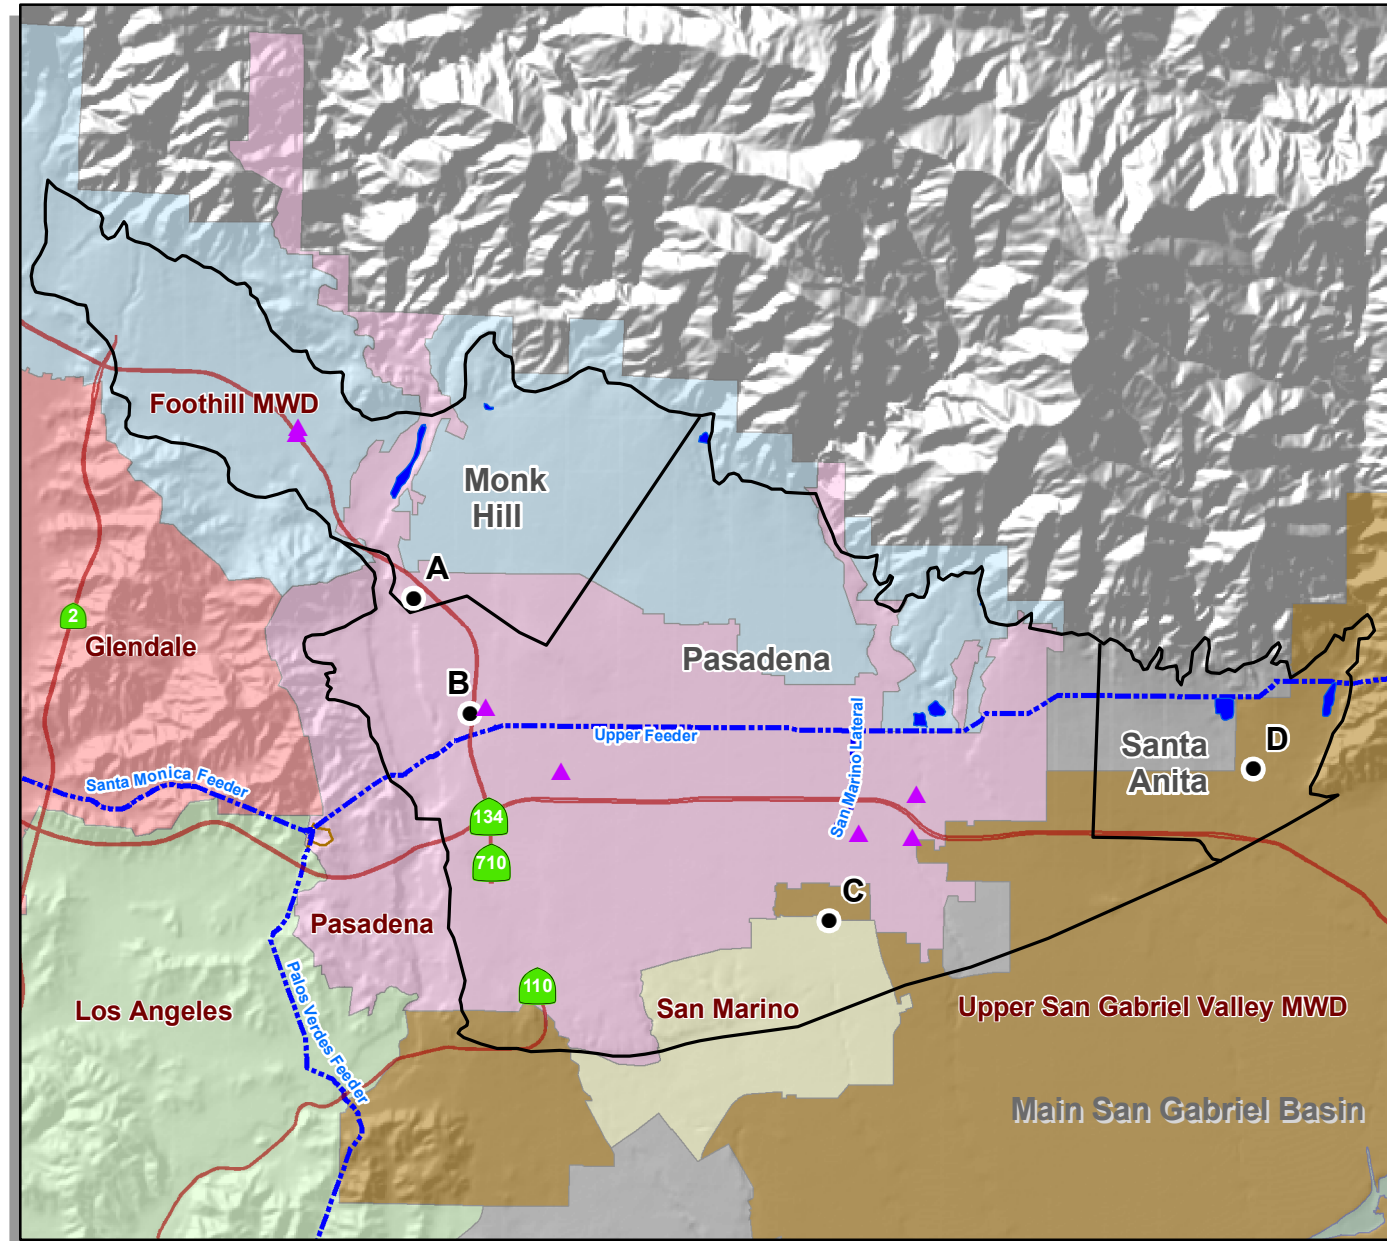 Foothill MWD
Monk
Hill
A
2
Glendale
Pasadena
B
San Marino Lateral
Upper Feeder
Santa
Anita
D
Santa Monica Feeder
134
710
C
Pasadena
110
Los Angeles
Palos Verdes Feeder
San Marino
Upper San Gabriel Valley MWD
Main San Gabriel Basin